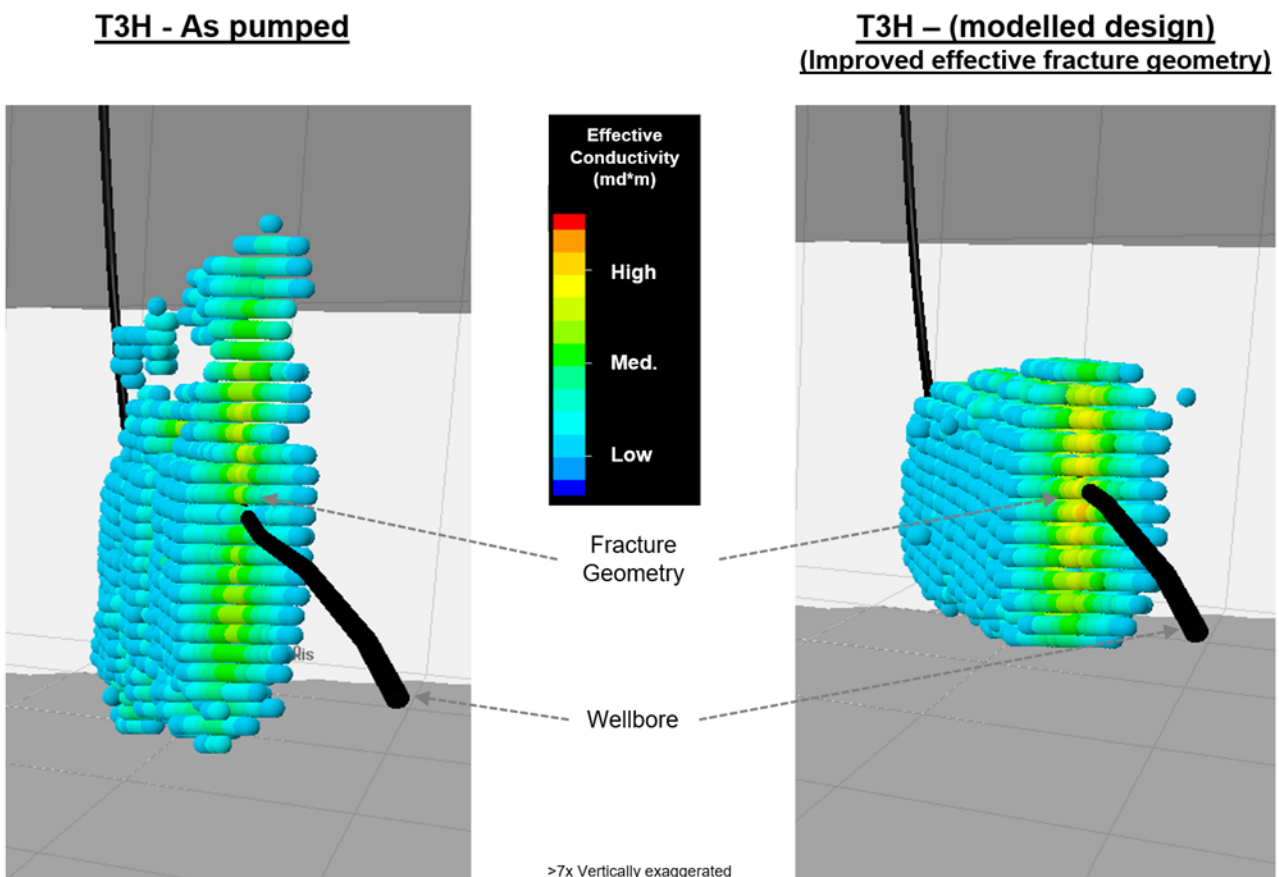 T3H - As pumped
T3H – (modelled design)
(Improved effective fracture geometry)
Effective
Conductivity
(md*m)
High
Med.
Low
Fracture
Geometry
Wellbore
>7x Vertically exaggerated